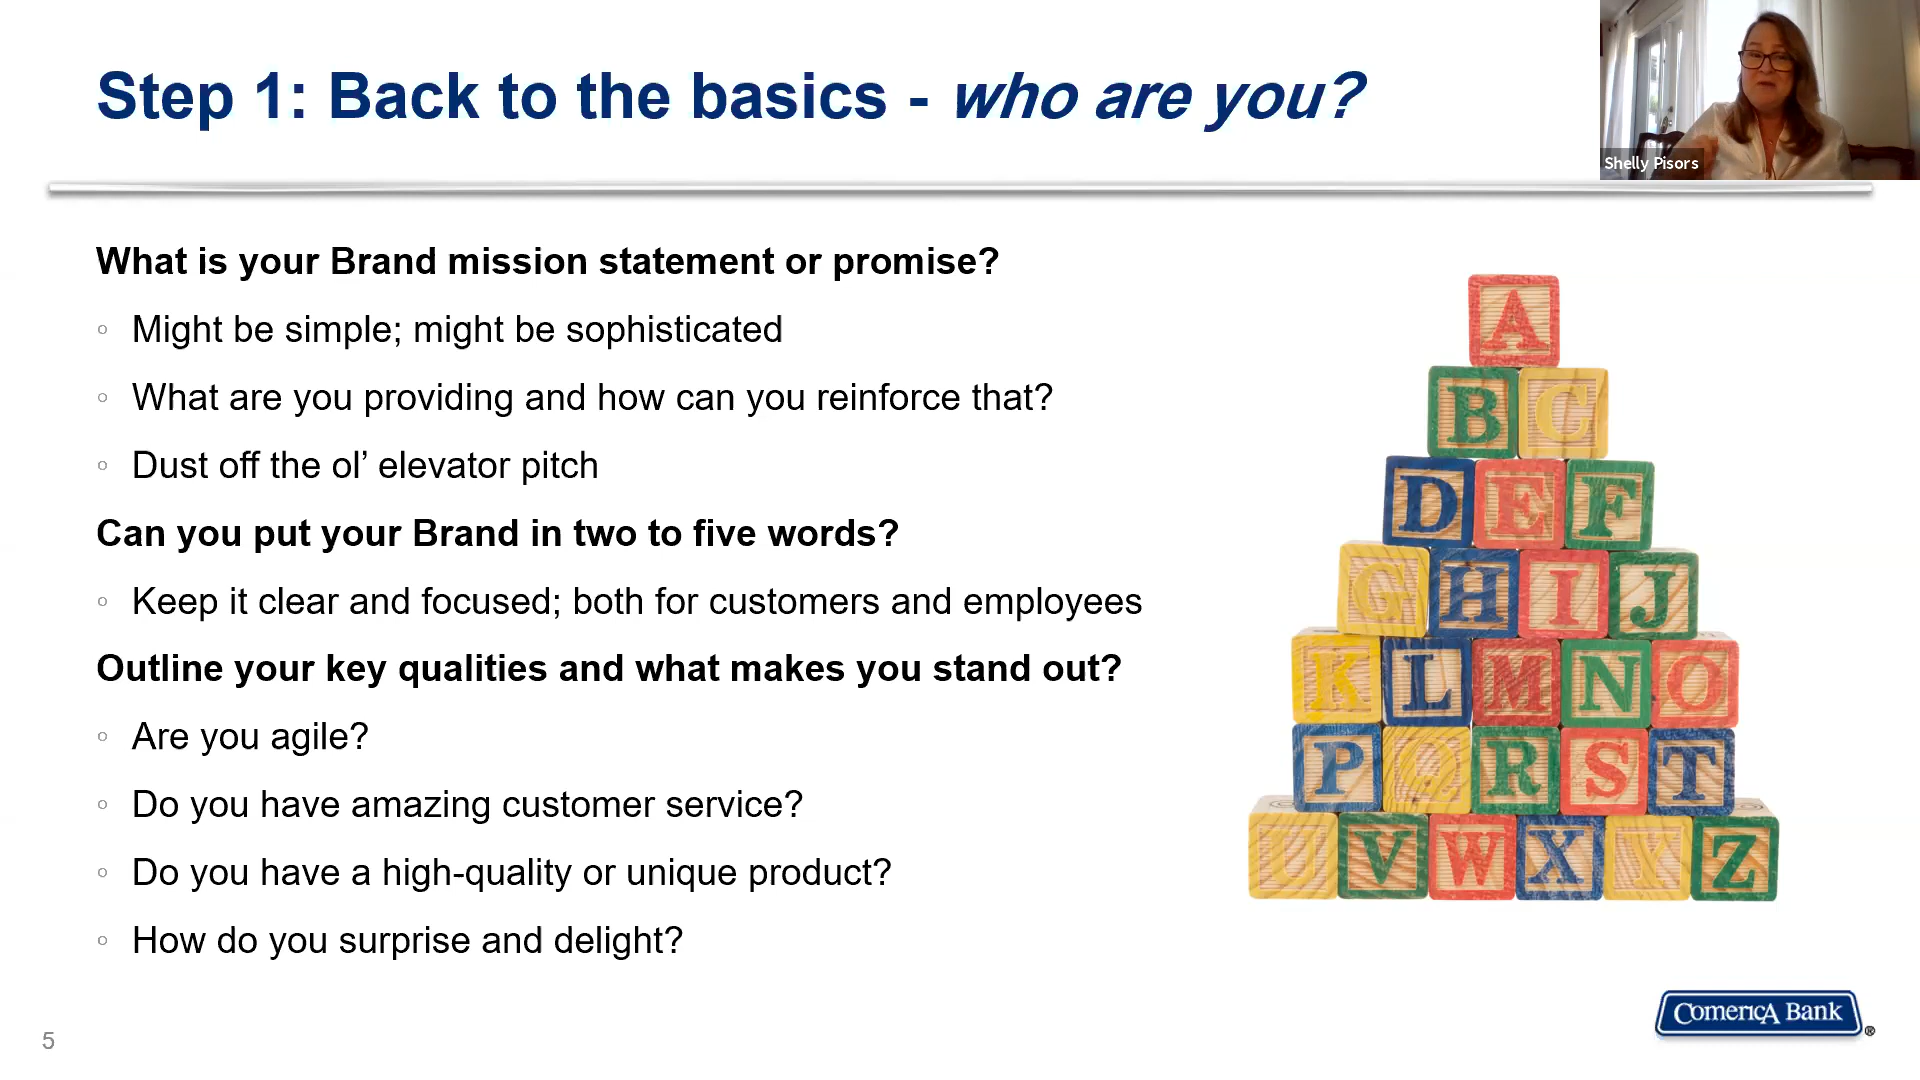 Step 1: Back to the basics - who are you?
Shelly Pisors
What is your Brand mission statement or promise?
◦ Might be simple; might be sophisticated
◦ What are you providing and how can you reinforce that?
◦ Dust off the ol’ elevator pitch
Can you put your Brand in two to five words?
◦ Keep it clear and focused; both for customers and employees
Outline your key qualities and what makes you stand out?
◦ Are you agile?
◦ Do you have amazing customer service?
◦ Do you have a high-quality or unique product?
◦ How do you surprise and delight?
A
B C
D E F
G H I J
K L M N O
P Q R S T
U V W X Y Z
Comerica Bank ®
5